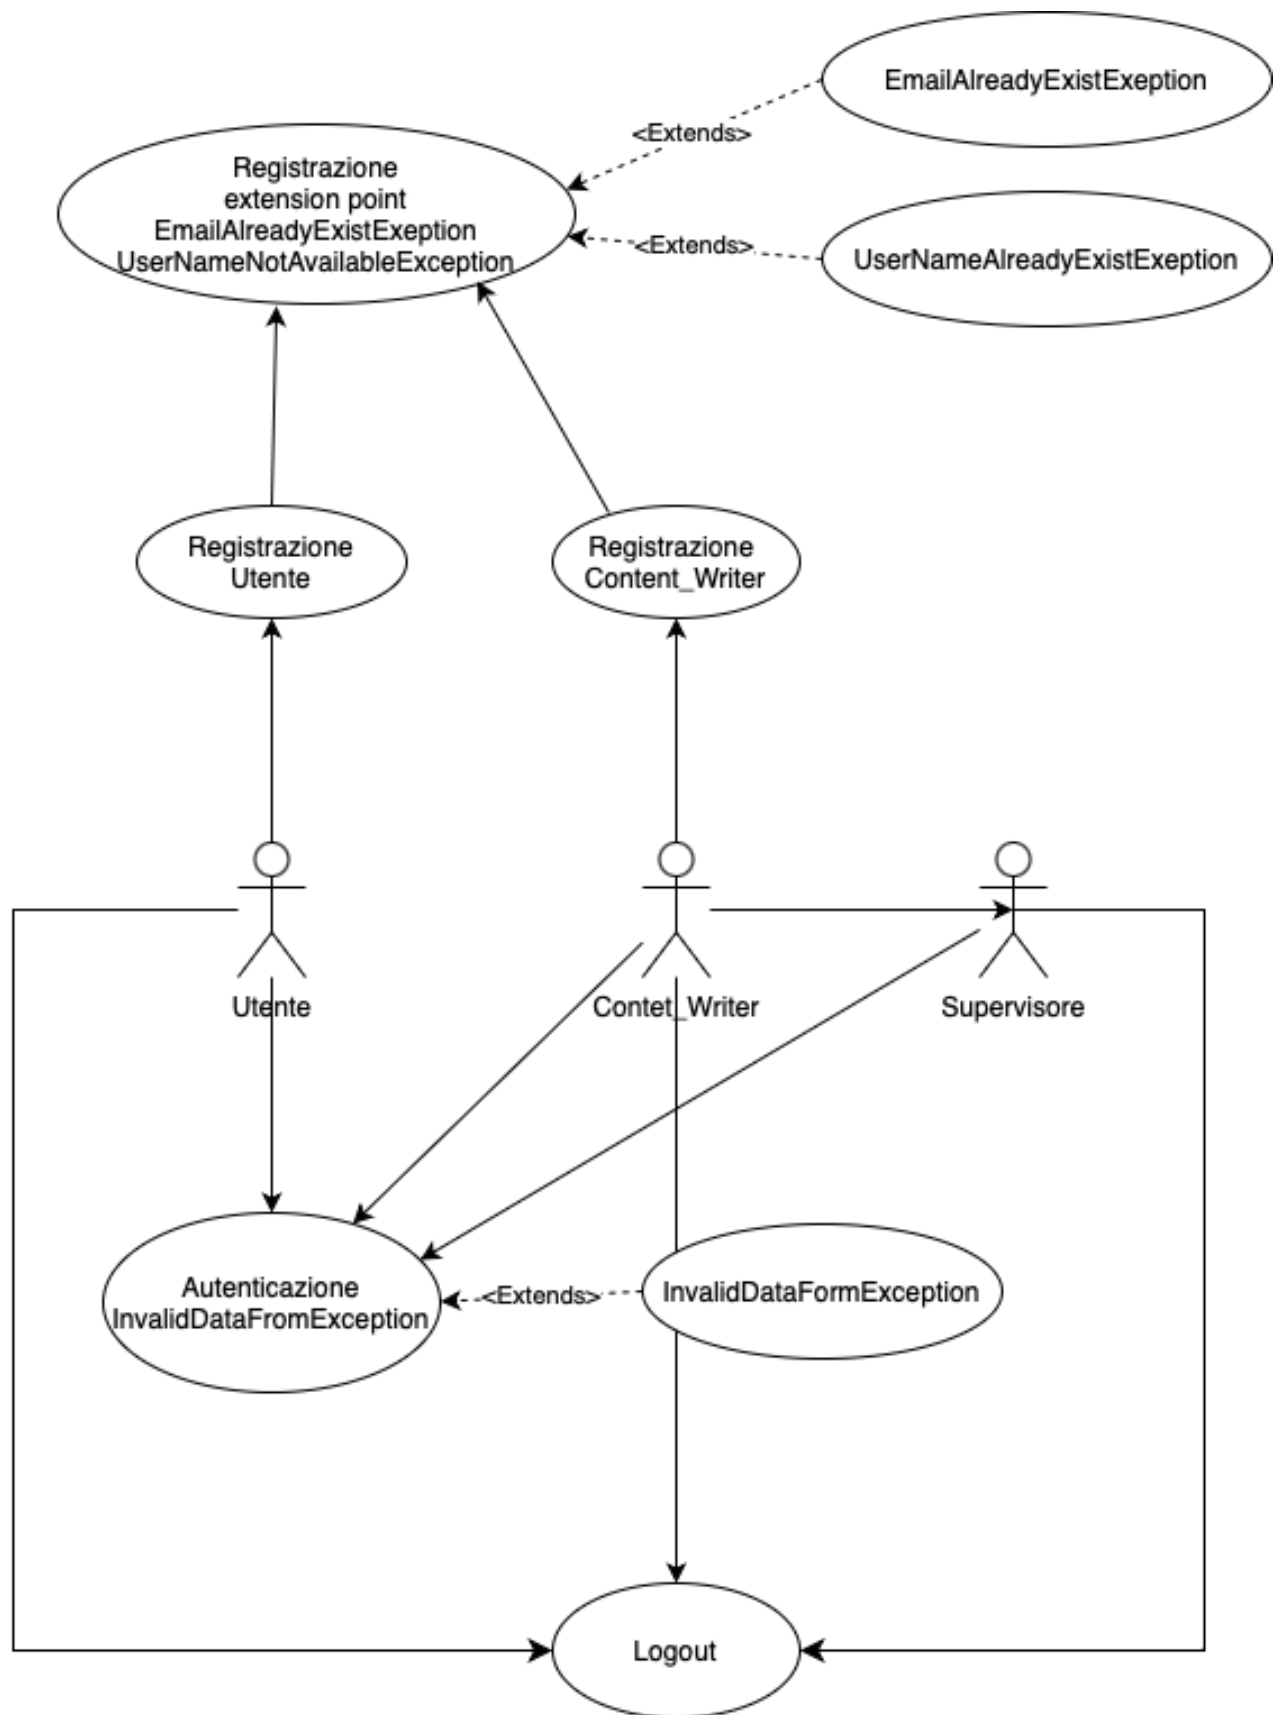 EmailAlreadyExistExeption
<Extends>
Registrazione
extension point
EmailAlreadyExistExeption
UserNameNotAvailableException
<Extends>
UserNameAlreadyExistExeption
Registrazione
Utente
Registrazione
Content_Writer
Utente
Contet_Writer
Supervisore
Autenticazione
InvalidDataFromException
<Extends>
InvalidDataFormException
Logout